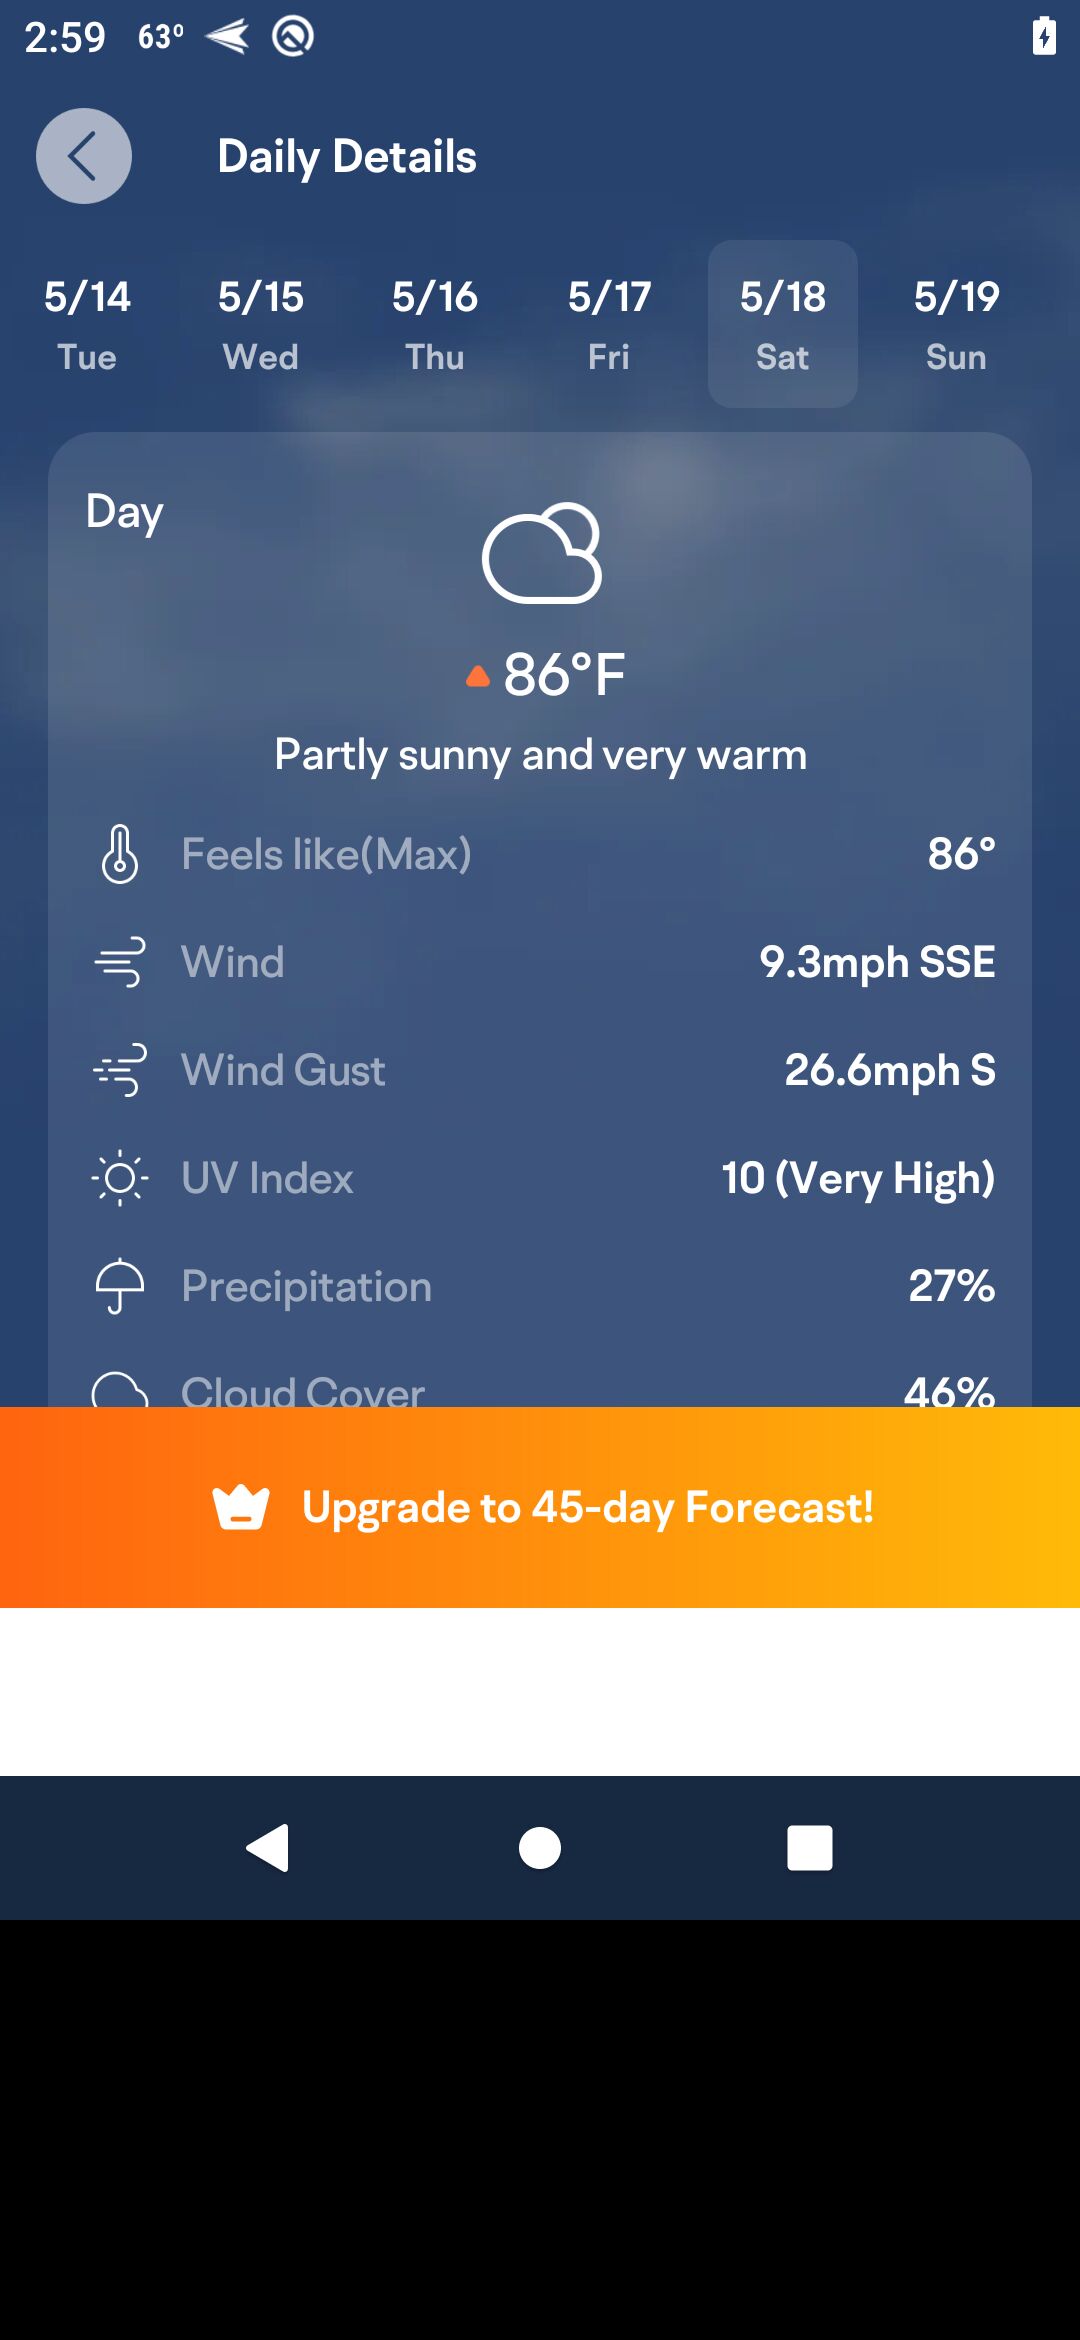 2:59 63°
Daily Details
5/14 5/15 5/16 5/17 5/18 5/19
Tue Wed Thu Fri Sat Sun
Day
86°F
Partly sunny and very warm
Feels like(Max) 86°
Wind 9.3mph SSE
Wind Gust 26.6mph S
UV Index 10 (Very High)
Precipitation 27%
Cloud Cover 46%
Upgrade to 45-day Forecast!